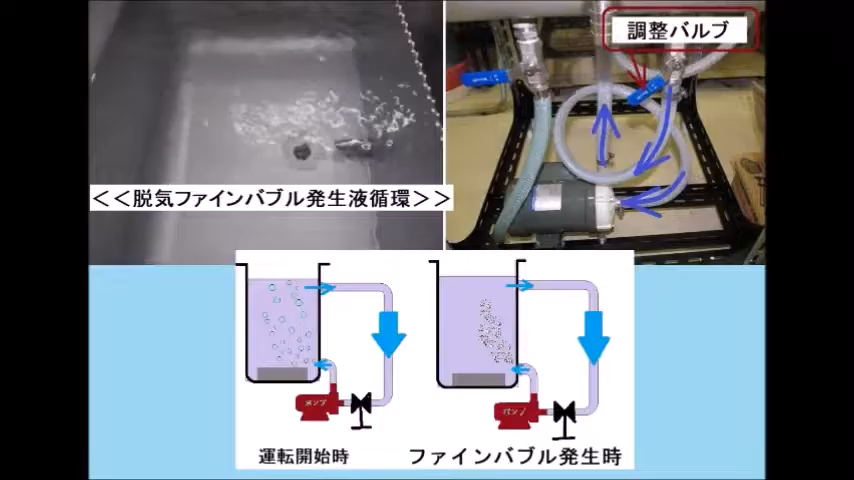 調整バルブ
<<脱気ファインバブル発生液循環>>
ポンプ
ポンプ
運転開始時
ファインバブル発生時